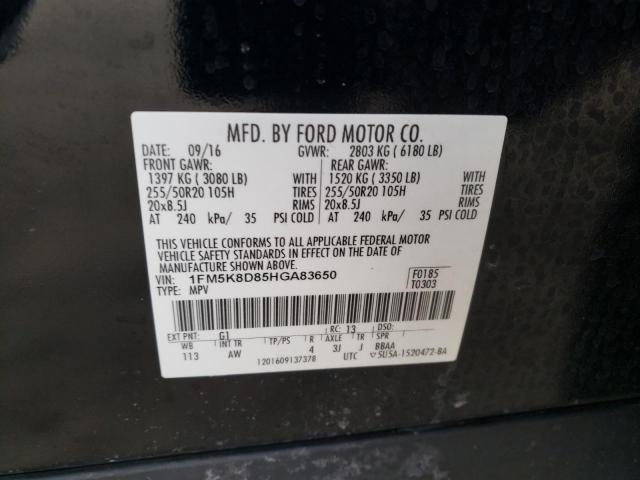 MFD. BY FORD MOTOR CO.
DATE: 09/16 GVWR: 2803 KG ( 6180 LB)
FRONT GAWR: REAR GAWR:
1397 KG ( 3080 LB) WITH 1520 KG ( 3350 LB) WITH
255/50R20 105H TIRES 255/50R20 105H TIRES
20x8.5J RIMS 20x8.5J RIMS
AT 240 kPa/ 35 PSI COLD AT 240 kPa/ 35 PSI COLD
THIS VEHICLE CONFORMS TO ALL APPLICABLE FEDERAL MOTOR
VEHICLE SAFETY STANDARDS IN EFFECT ON THE DATE OF
MANUFACTURE SHOWN ABOVE.
VIN: 1FM5K8D85HGA83650 F0185
TYPE: MPV T0303
EXT PNT: G1 RC: 13 DSO:
WB INT TR TP/PS R AXLE TR SPR
113 AW 4 3J J BBAA
1201609137378 UTC ▽5U5A-1520472-BA